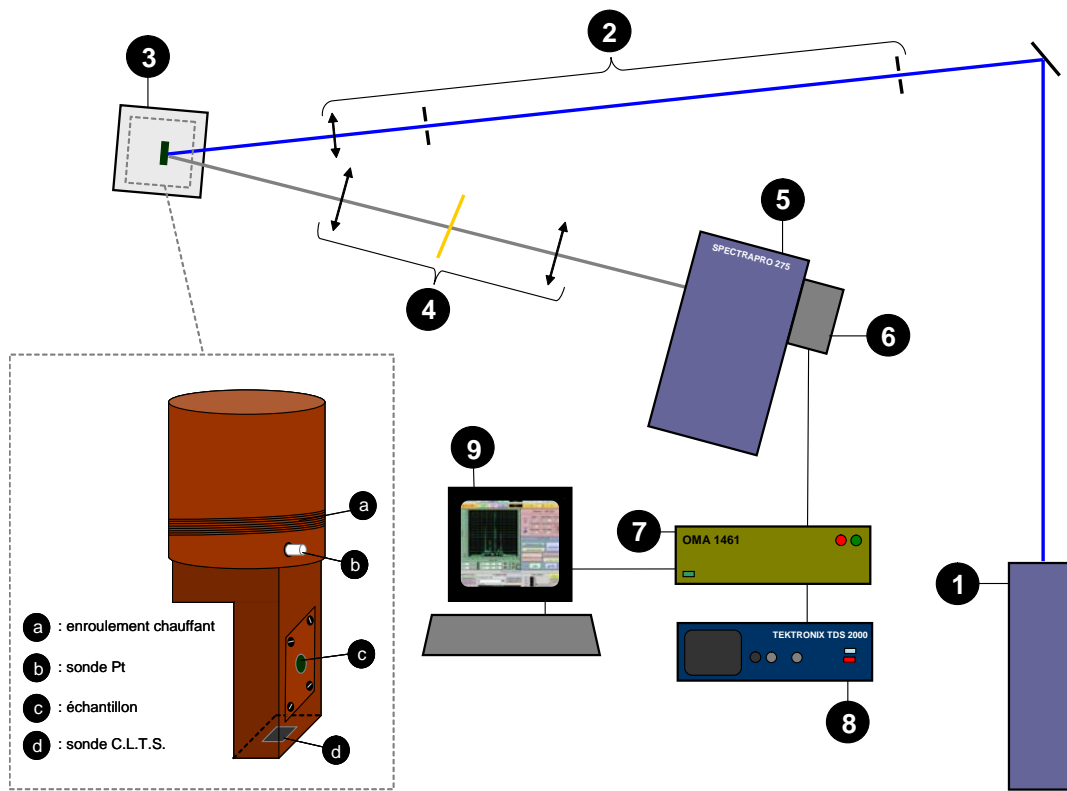 2
3
5
SPECTRAPRO 275
4
6
9
a
7
OMA 1461
b
1
TEKTRONIX TDS 2000
a : enroulement chauffant
c
b : sonde Pt
c : échantillon
8
d : sonde C.L.T.S.
d